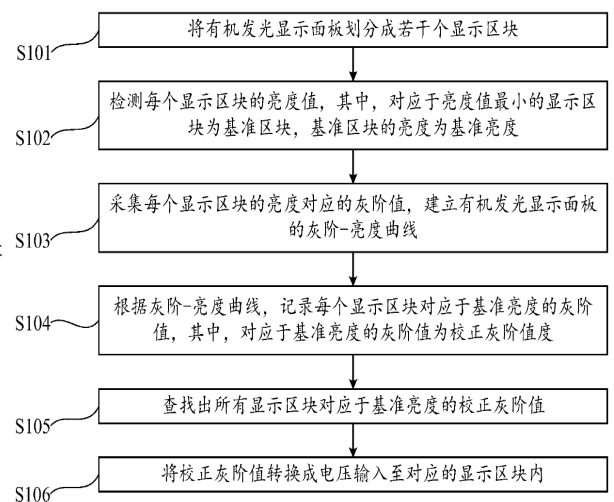 将有机发光显示面板划分成若干个显示区块
S101
检测每个显示区块的亮度值，其中，对应于亮度值最小的显示区
块为基准区块，基准区块的亮度为基准亮度
S102
采集每个显示区块的亮度对应的灰阶值，建立有机发光显示面板
的灰阶-亮度曲线
S103
根据灰阶-亮度曲线，记录每个显示区块对应于基准亮度的灰阶
值，其中，对应于基准亮度的灰阶值为校正灰阶值度
S104
查找出所有显示区块对应于基准亮度的校正灰阶值
S105
将校正灰阶值转换成电压输入至对应的显示区块内
S106